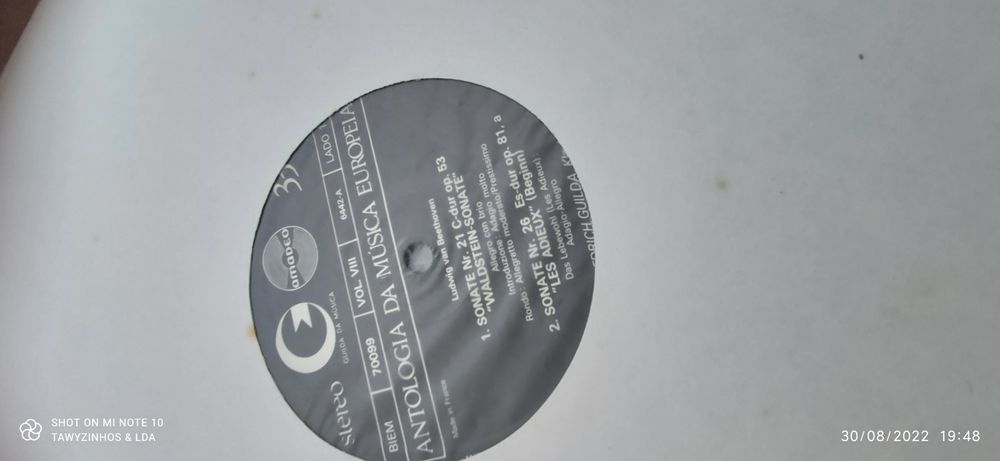 stereo
GUILDA DA MÚSICA
amadeo
33
BIEM 70099 VOL. VIII 6442-A LADO
ANTOLOGIA DA MÚSICA EUROPEIA
Made in France
Ludwig van Beethoven
1. SONATE Nr. 21 C-dur op. 53
"WALDSTEIN-SONATE"
Allegro con brio
Introduzione : Adagio molto
Rondo : Allegretto moderato/Prestissimo
2. SONATE Nr. 26 Es-dur op. 81, a
"LES ADIEUX" (Beginn)
Das Lebewohl (Les Adieux) :
Adagio-Allegro
GUILDA
SHOT ON MI NOTE 10
TAWYZINHOS & LDA
30/08/2022 19:48